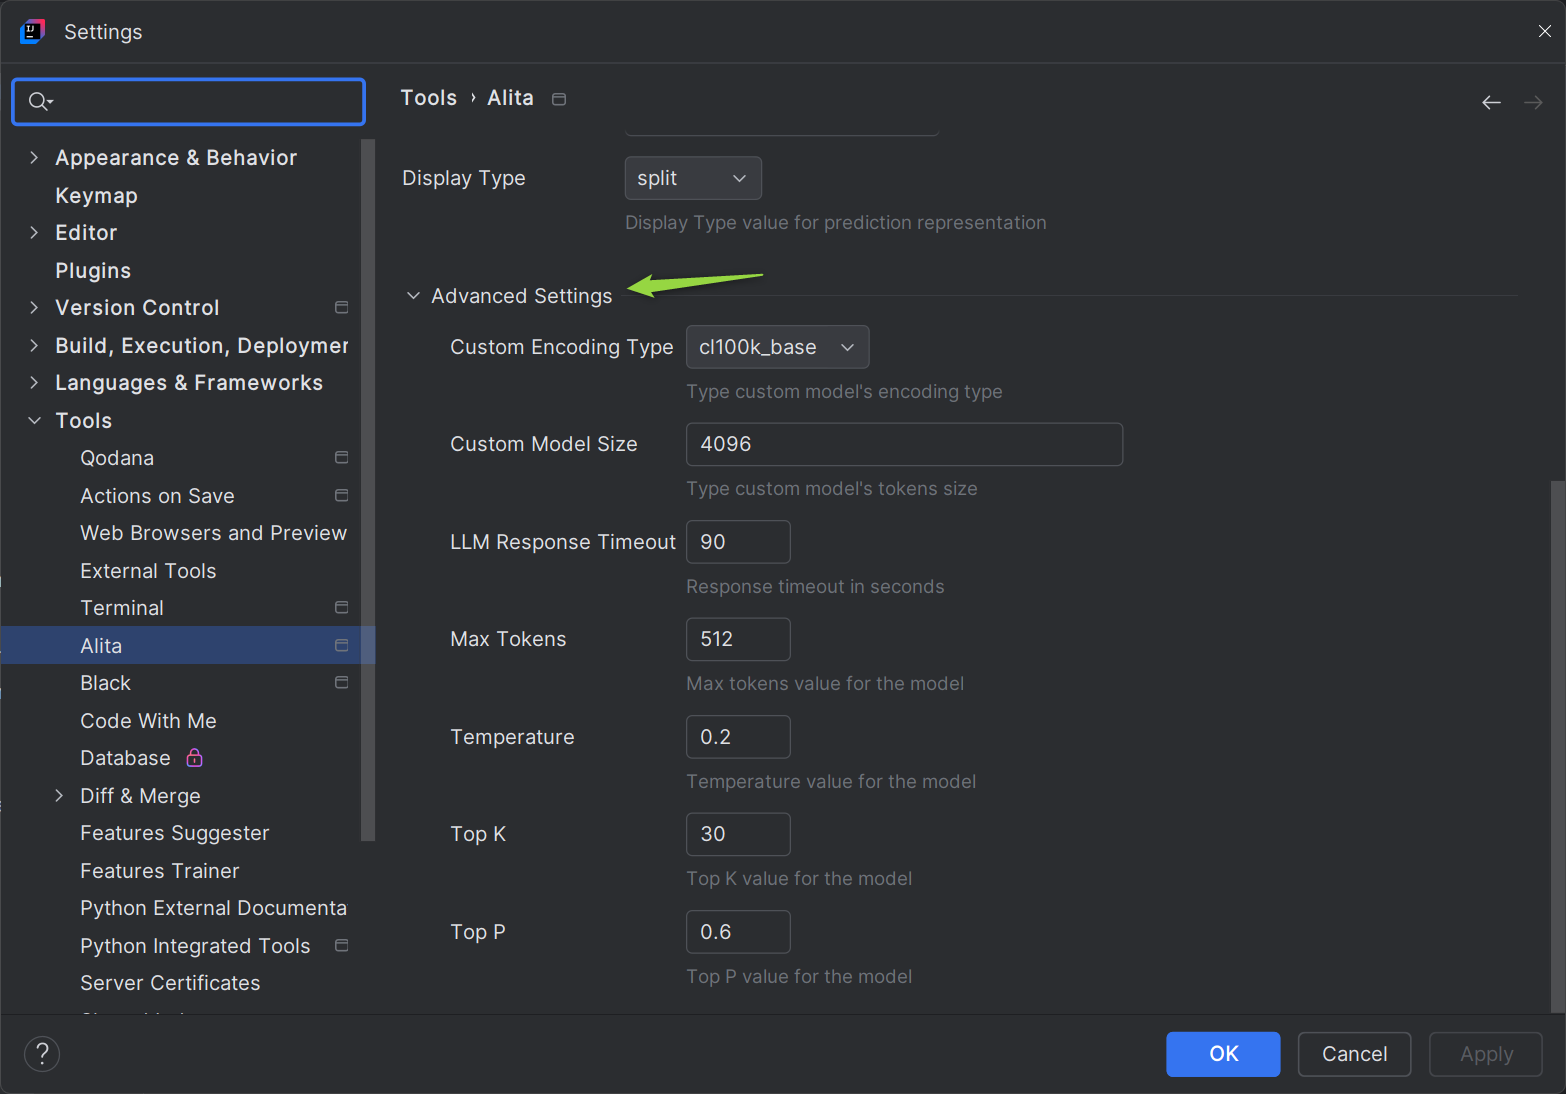 Settings
Tools › Alita
Appearance & Behavior
Keymap
Editor
Plugins
Version Control
Build, Execution, Deploymer
Languages & Frameworks
Tools
Qodana
Actions on Save
Web Browsers and Preview
External Tools
Terminal
Alita
Black
Code With Me
Database
Diff & Merge
Features Suggester
Features Trainer
Python External Documenta
Python Integrated Tools
Server Certificates
Display Type
split
Display Type value for prediction representation
Advanced Settings
Custom Encoding Type
cl100k_base
Type custom model's encoding type
Custom Model Size
4096
Type custom model's tokens size
LLM Response Timeout
90
Response timeout in seconds
Max Tokens
512
Max tokens value for the model
Temperature
0.2
Temperature value for the model
Top K
30
Top K value for the model
Top P
0.6
Top P value for the model
?
OK
Cancel
Apply